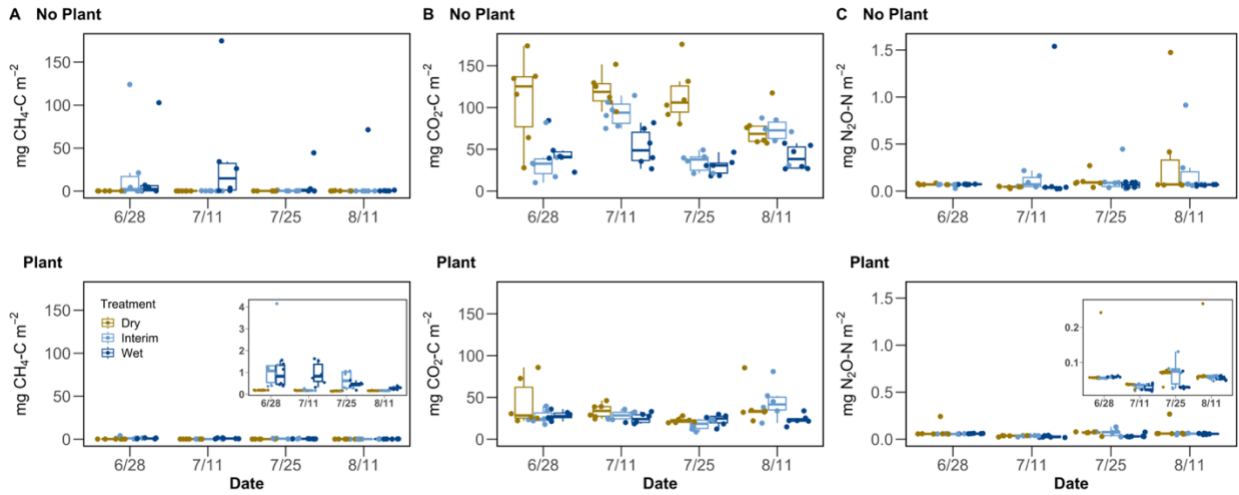 A No Plant
mg CH₄-C m⁻²
150
100
50
0
6/28 7/11 7/25 8/11
B No Plant
mg CO₂-C m⁻²
150
100
50
0
6/28 7/11 7/25 8/11
C No Plant
mg N₂O-N m⁻²
1.5
1.0
0.5
0.0
6/28 7/11 7/25 8/11
Plant
mg CH₄-C m⁻²
150
100
50
0
Treatment
Dry
Interim
Wet
4
3
2
1
0
6/28 7/11 7/25 8/11
6/28 7/11 7/25 8/11
Date
Plant
mg CO₂-C m⁻²
150
100
50
0
6/28 7/11 7/25 8/11
Date
Plant
mg N₂O-N m⁻²
1.5
1.0
0.5
0.0
0.2
0.1
6/28 7/11 7/25 8/11
6/28 7/11 7/25 8/11
Date